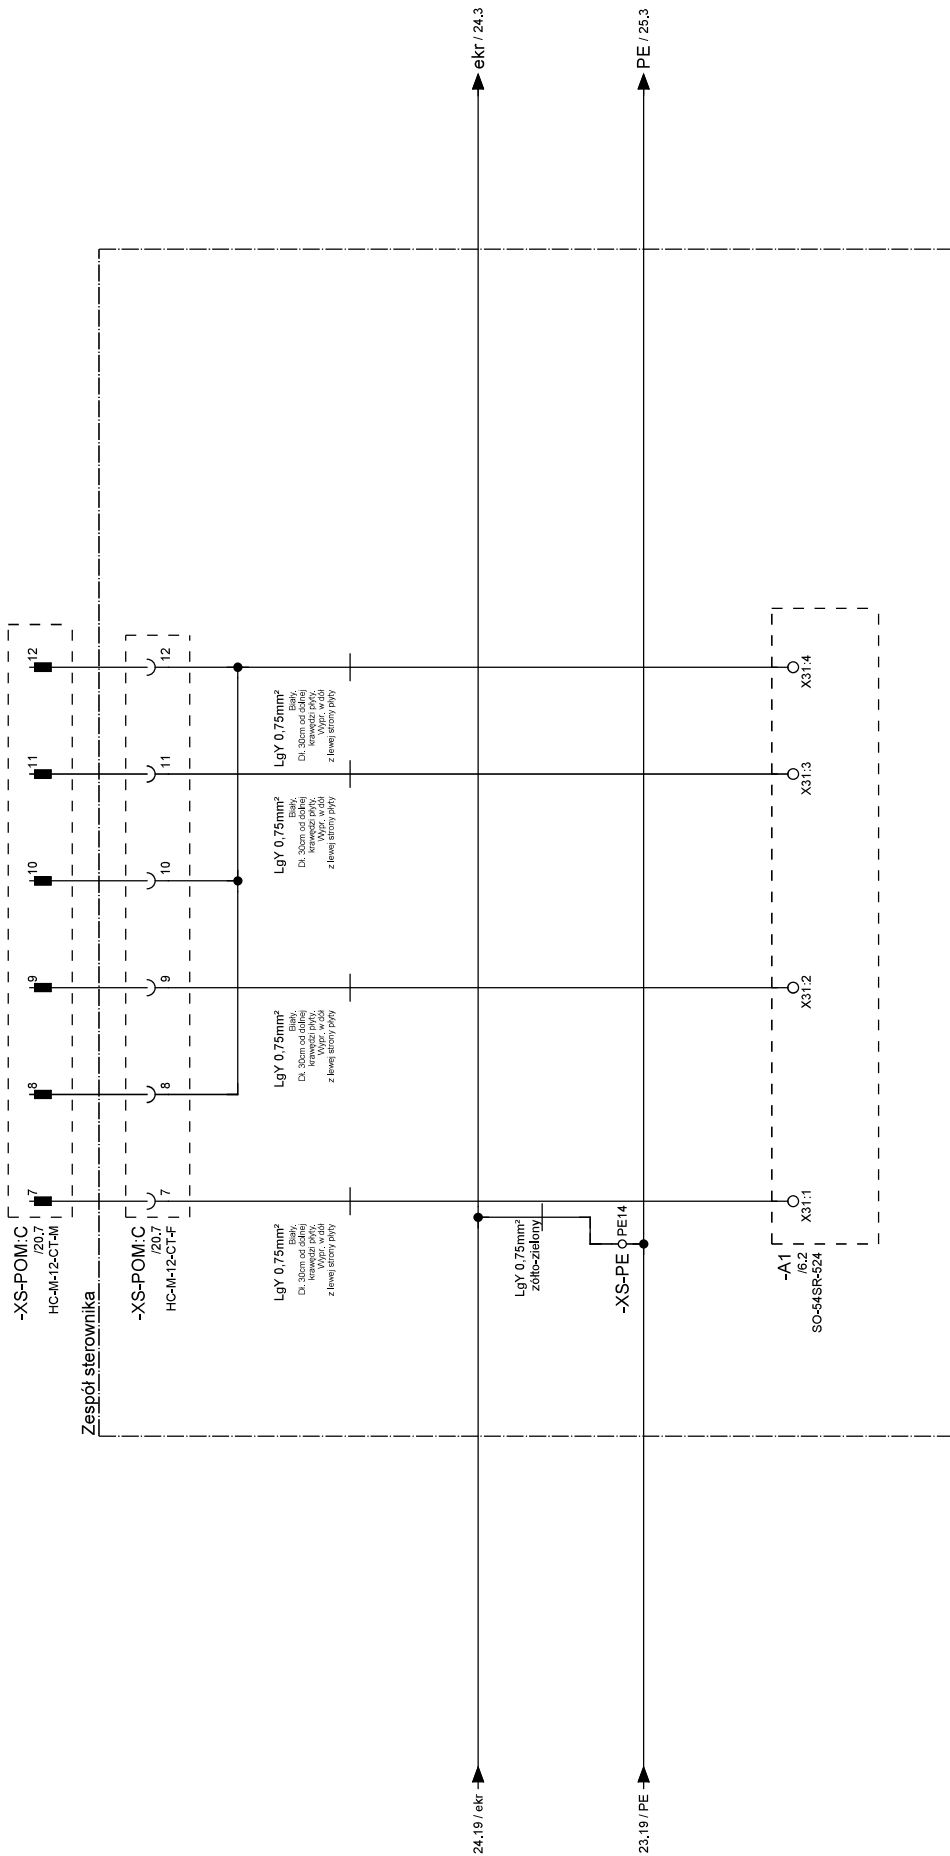 -XS-POM:C
/20.7
HC-M-12-CT-M
7
8
9
10
11
12
Zespół sterownika
-XS-POM:C
/20.7
HC-M-12-CT-F
7
8
9
10
11
12
LgY 0,75mm²
Biały.
Dł. 30cm od dolnej
krawędzi płyty.
Wypr. w dół
z lewej strony płyty
LgY 0,75mm²
Biały.
Dł. 30cm od dolnej
krawędzi płyty.
Wypr. w dół
z lewej strony płyty
LgY 0,75mm²
Biały.
Dł. 30cm od dolnej
krawędzi płyty.
Wypr. w dół
z lewej strony płyty
LgY 0,75mm²
Biały.
Dł. 30cm od dolnej
krawędzi płyty.
Wypr. w dół
z lewej strony płyty
24.19 / ekr
ekr / 24.3
LgY 0,75mm²
zółto-zielony
-XS-PE
PE14
23.19 / PE
PE / 25.3
-A1
/6.2
SO-54SR-524
X31:1
X31:2
X31:3
X31:4